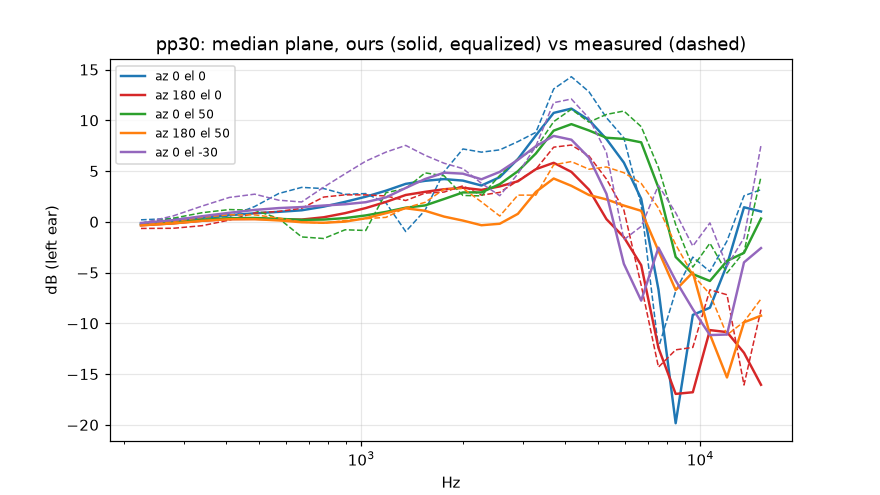 pp30: median plane, ours (solid, equalized) vs measured (dashed)
az 0 el 0
az 180 el 0
az 0 el 50
az 180 el 50
az 0 el -30
15
10
5
0
−5
−10
−15
−20
dB (left ear)
10³
10⁴
Hz